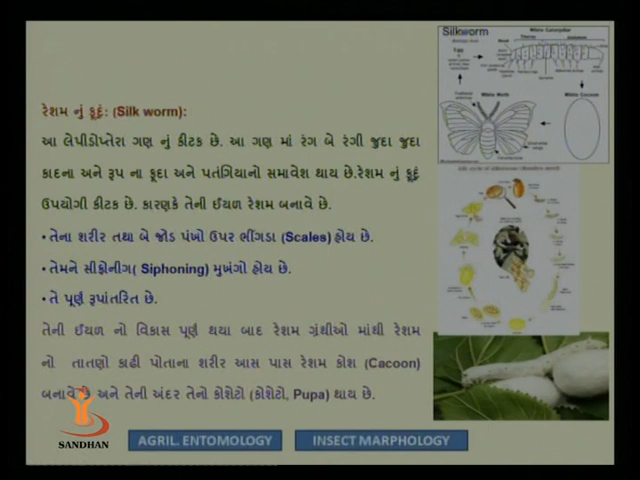 રેશમ નું ફૂદું: (Silk worm):
આ લેપીડોપ્તેરા ગણ નું કીટક છે. આ ગણ માં રંગ બે રંગી જુદા જુદા
કાદના અને રૂપ ના ફૂદા અને પતંગિયાનો સમાવેશ થાય છે.રેશમ નું ફૂદું
ઉપયોગી કીટક છે. કારણકે તેની ઈયળ રેશમ બનાવે છે.
• તેના શરીર તથા બે જોડ પંખો ઉપર ભીંગડા (Scales) હોય છે.
• તેમને સીફોનીગ( Siphoning) મુખંગો હોય છે.
• તે પૂર્ણ રૂપાંતરિત છે.
તેની ઈયળ નો વિકાસ પૂર્ણ થયા બાદ રેશમ ગ્રંથીઓ માંથી રેશમ
નો તાતણો કાઢી પોતાના શરીર આસ પાસ રેશમ કોશ (Cacoon)
બનાવે છે અને તેની અંદર તેનો કોશેટો (કોશેટો, Pupa) થાય છે.
Silkworm
SANDHAN
AGRIL. ENTOMOLOGY
INSECT MARPHOLOGY